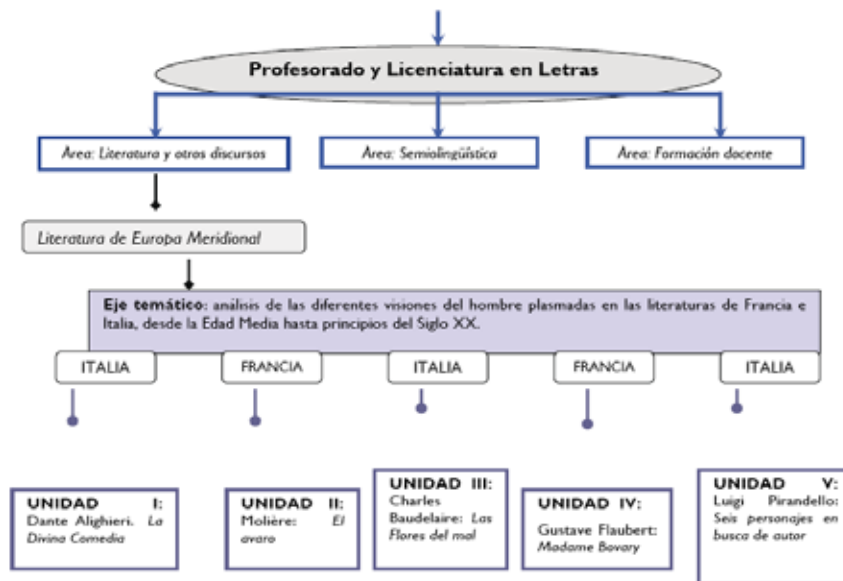 Profesorado y Licenciatura en Letras
Área: Literatura y otros discursos
Área: Semiolingüística
Área: Formación docente
Literatura de Europa Meridional
Eje temático: análisis de las diferentes visiones del hombre plasmadas en las literaturas de Francia e
Italia, desde la Edad Media hasta principios del Siglo XX.
ITALIA
FRANCIA
ITALIA
FRANCIA
ITALIA
UNIDAD I:
Dante Alighieri. La
Divina Comedia
UNIDAD II:
Molière: El
avaro
UNIDAD III:
Charles
Baudelaire: Las
Flores del mal
UNIDAD IV:
Gustave Flaubert:
Madame Bovary
UNIDAD V:
Luigi Pirandello:
Seis personajes en
busca de autor